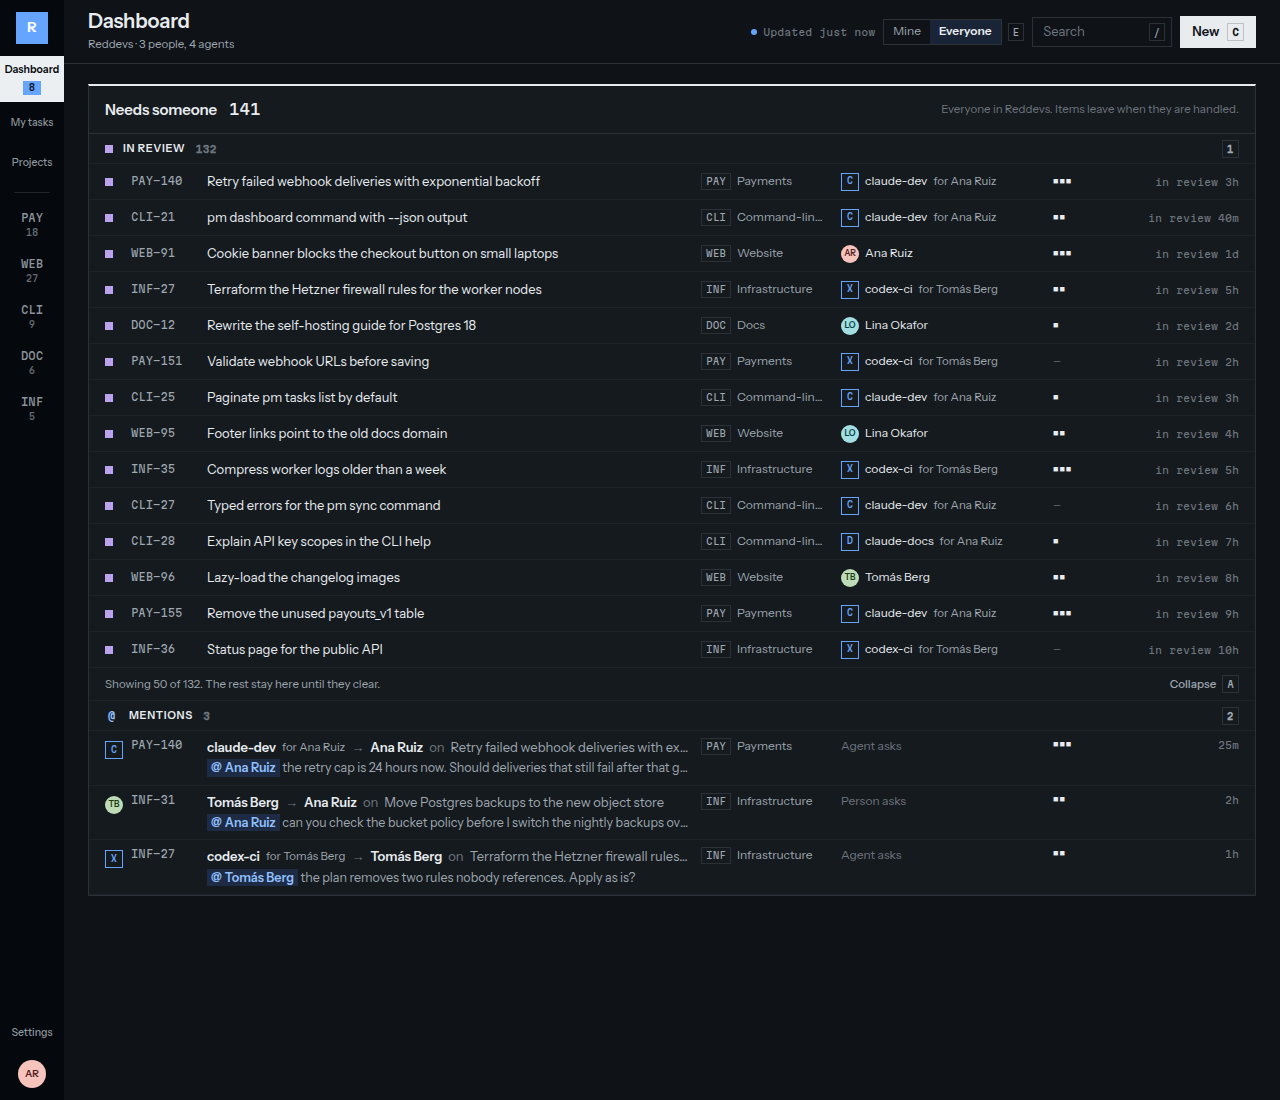 R
Dashboard
8
My tasks
Projects
PAY
18
WEB
27
CLI
9
DOC
6
INF
5
Settings
AR
Dashboard
Reddevs · 3 people, 4 agents
Updated just now
Mine Everyone E
Search /
New C
Needs someone 141
Everyone in Reddevs. Items leave when they are handled.
IN REVIEW 132 1
PAY-140 Retry failed webhook deliveries with exponential backoff PAY Payments C claude-dev for Ana Ruiz in review 3h
CLI-21 pm dashboard command with --json output CLI Command-lin… C claude-dev for Ana Ruiz in review 40m
WEB-91 Cookie banner blocks the checkout button on small laptops WEB Website AR Ana Ruiz in review 1d
INF-27 Terraform the Hetzner firewall rules for the worker nodes INF Infrastructure X codex-ci for Tomás Berg in review 5h
DOC-12 Rewrite the self-hosting guide for Postgres 18 DOC Docs LO Lina Okafor in review 2d
PAY-151 Validate webhook URLs before saving PAY Payments X codex-ci for Tomás Berg – in review 2h
CLI-25 Paginate pm tasks list by default CLI Command-lin… C claude-dev for Ana Ruiz in review 3h
WEB-95 Footer links point to the old docs domain WEB Website LO Lina Okafor in review 4h
INF-35 Compress worker logs older than a week INF Infrastructure X codex-ci for Tomás Berg in review 5h
CLI-27 Typed errors for the pm sync command CLI Command-lin… C claude-dev for Ana Ruiz – in review 6h
CLI-28 Explain API key scopes in the CLI help CLI Command-lin… D claude-docs for Ana Ruiz in review 7h
WEB-96 Lazy-load the changelog images WEB Website TB Tomás Berg in review 8h
PAY-155 Remove the unused payouts_v1 table PAY Payments C claude-dev for Ana Ruiz in review 9h
INF-36 Status page for the public API INF Infrastructure X codex-ci for Tomás Berg – in review 10h
Showing 50 of 132. The rest stay here until they clear. Collapse A
@ MENTIONS 3 2
C PAY-140 claude-dev for Ana Ruiz → Ana Ruiz on Retry failed webhook deliveries with ex… PAY Payments Agent asks 25m
@ Ana Ruiz the retry cap is 24 hours now. Should deliveries that still fail after that g…
TB INF-31 Tomás Berg → Ana Ruiz on Move Postgres backups to the new object store INF Infrastructure Person asks 2h
@ Ana Ruiz can you check the bucket policy before I switch the nightly backups ov…
X INF-27 codex-ci for Tomás Berg → Tomás Berg on Terraform the Hetzner firewall rules… INF Infrastructure Agent asks 1h
@ Tomás Berg the plan removes two rules nobody references. Apply as is?